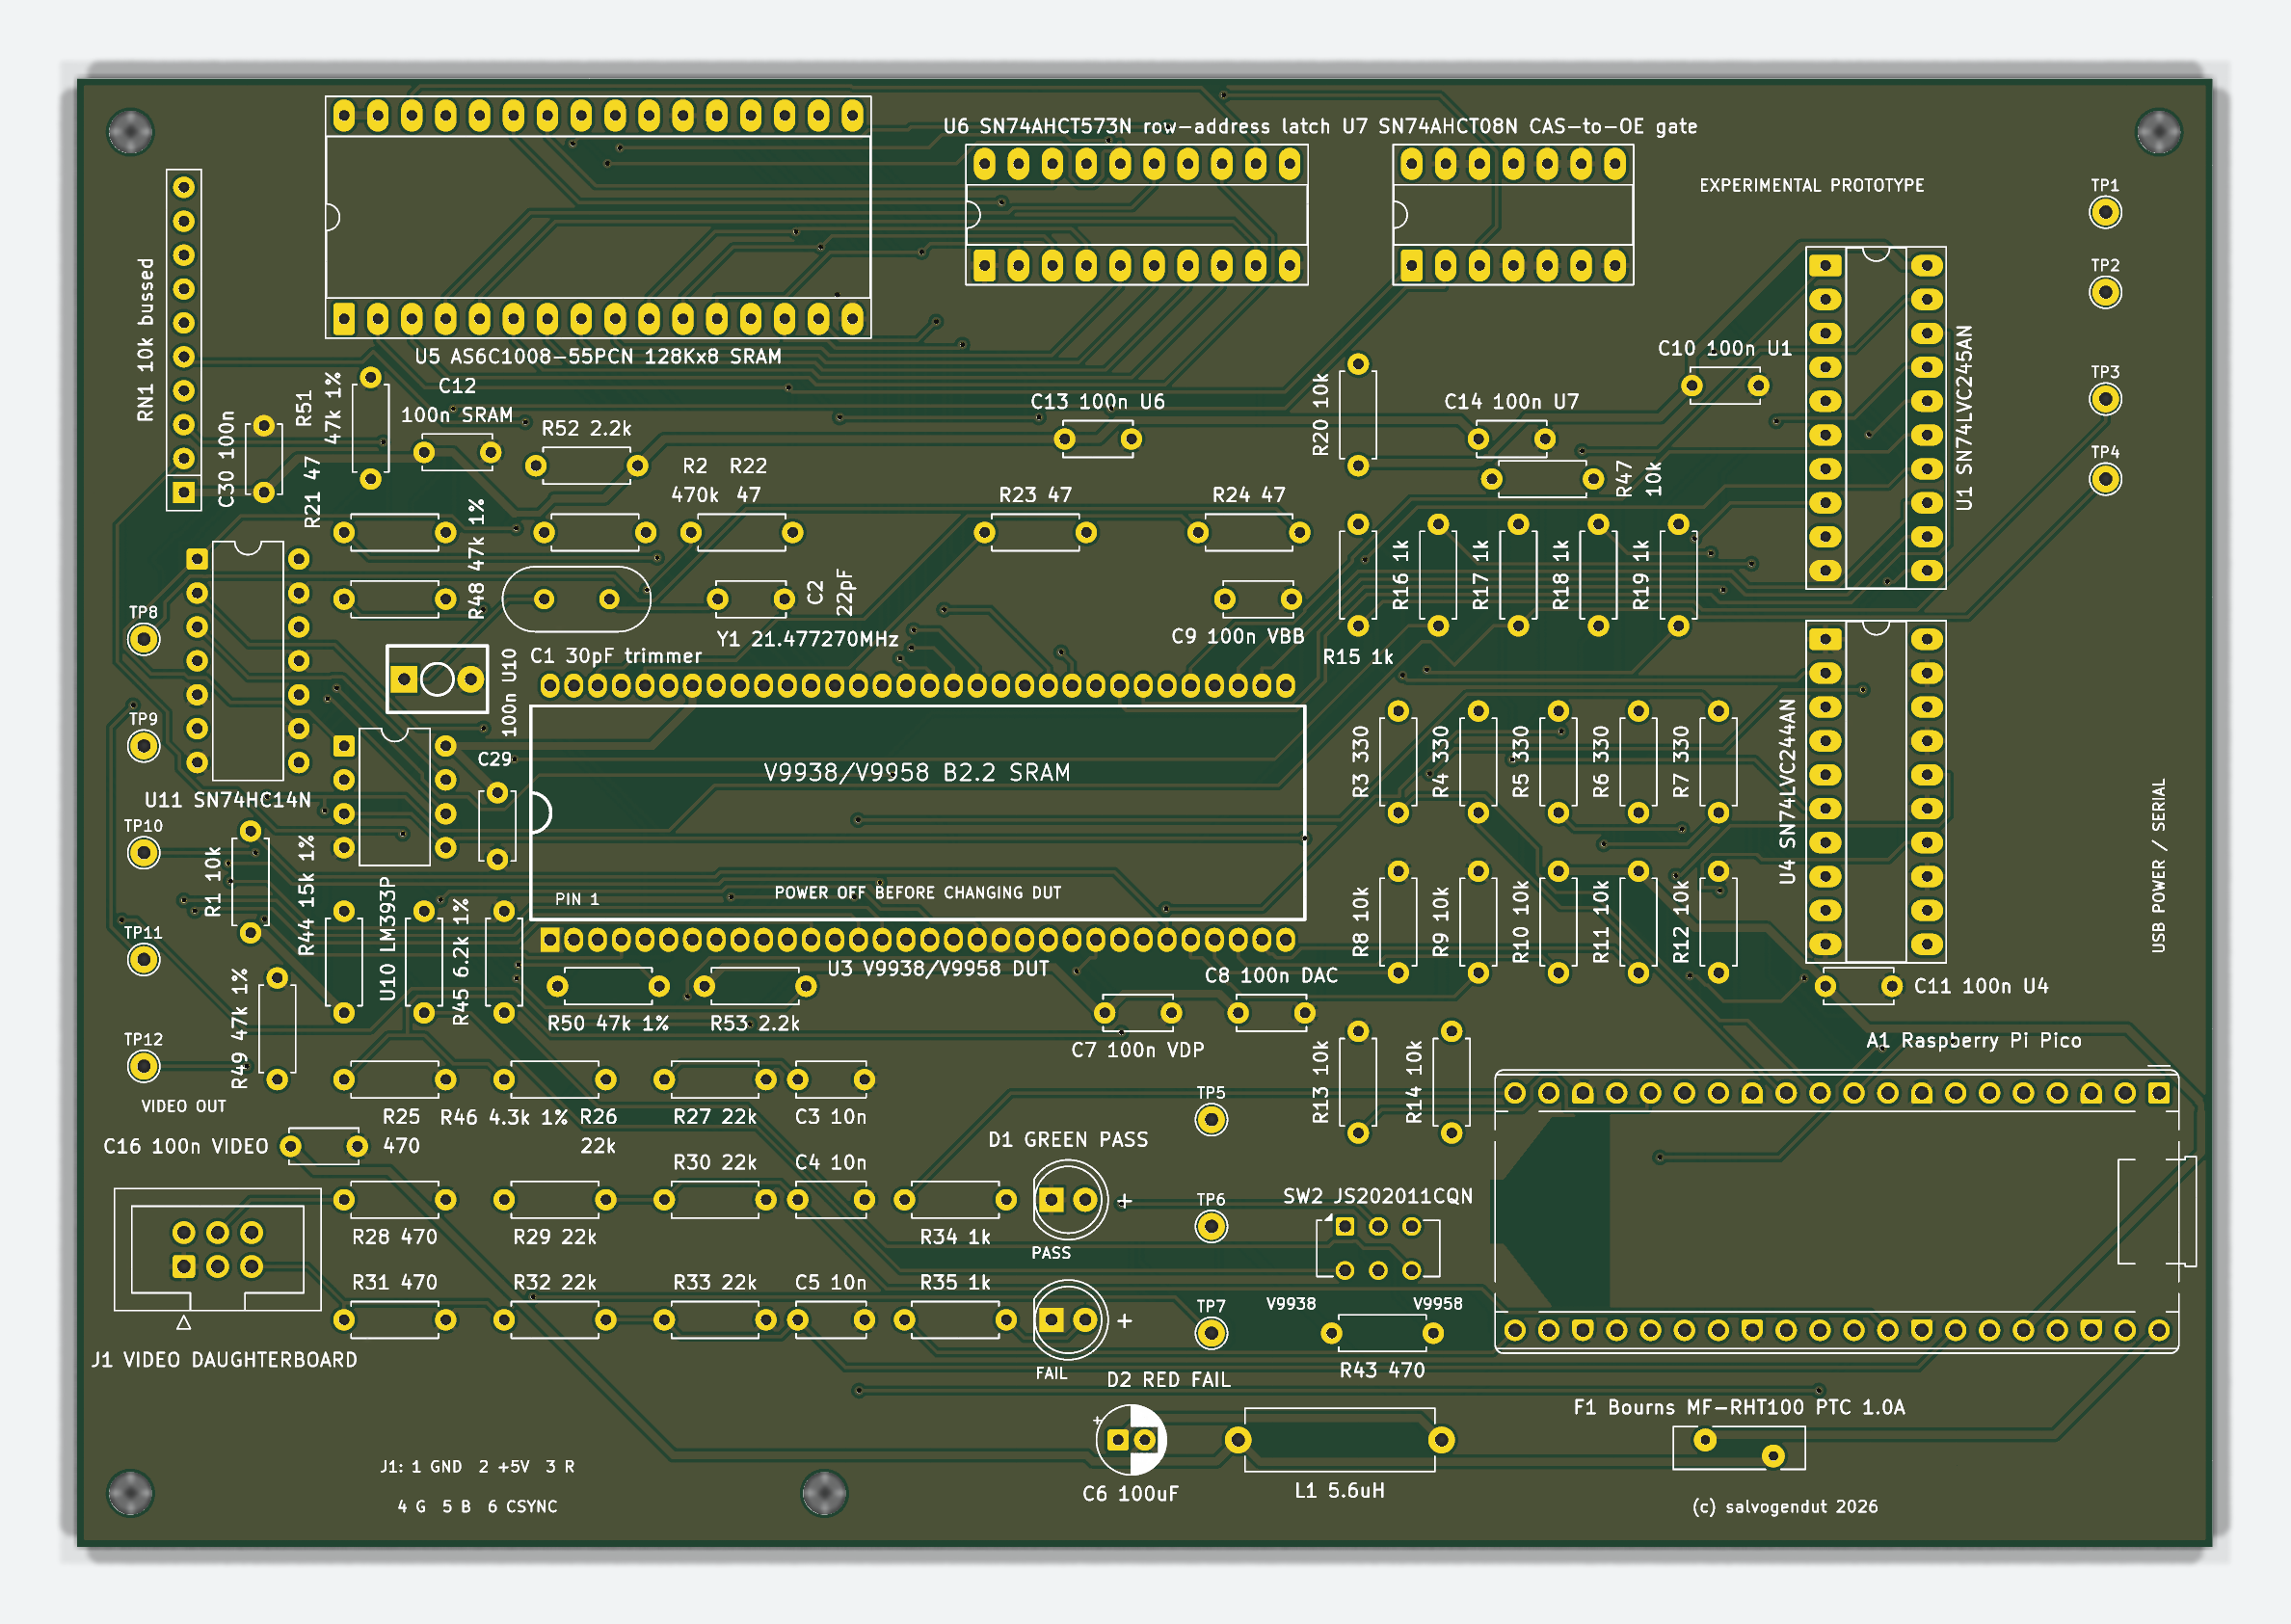 U6 SN74AHCT573N row-address latch U7 SN74AHCT08N CAS-to-OE gate
EXPERIMENTAL PROTOTYPE
TP1
TP2
TP3
TP4
RN1 10k bussed
U5 AS6C1008-55PCN 128Kx8 SRAM
C10 100n U1
U1 SN74LVC245AN
R51
47k 1%
C12
100n SRAM
C30 100n
R52 2.2k
C13 100n U6
R20 10k
C14 100n U7
R47
10k
R21 47
R2
470k
R22
47
R23 47
R24 47
R48 47k 1%
C2
22pF
Y1 21.477270MHz
C9 100n VBB
R15 1k
R16 1k
R17 1k
R18 1k
R19 1k
TP8
C1 30pF trimmer
100n U10
C29
TP9
U11 SN74HC14N
V9938/V9958 B2.2 SRAM
R3 330
R4 330
R5 330
R6 330
R7 330
U4 SN74LVC244AN
USB POWER / SERIAL
TP10
R1 10k
R44 15k 1%
U10 LM393P
R45 6.2k 1%
PIN 1
POWER OFF BEFORE CHANGING DUT
R8 10k
R9 10k
R10 10k
R11 10k
R12 10k
TP11
U3 V9938/V9958 DUT
C8 100n DAC
C11 100n U4
R49 47k 1%
R50 47k 1%
R53 2.2k
C7 100n VDP
A1 Raspberry Pi Pico
TP12
VIDEO OUT
R13 10k
R14 10k
TP5
C16 100n VIDEO
R25
470
R46 4.3k 1%
R26
22k
R27 22k
C3 10n
D1 GREEN PASS
R30 22k
C4 10n
TP6
SW2 JS202011CQN
+
R28 470
R29 22k
R34 1k
PASS
R31 470
R32 22k
R33 22k
C5 10n
R35 1k
TP7
V9938
V9958
+
J1 VIDEO DAUGHTERBOARD
FAIL
D2 RED FAIL
R43 470
F1 Bourns MF-RHT100 PTC 1.0A
+
J1: 1 GND 2 +5V 3 R
4 G 5 B 6 CSYNC
C6 100uF
L1 5.6uH
(c) salvogendut 2026